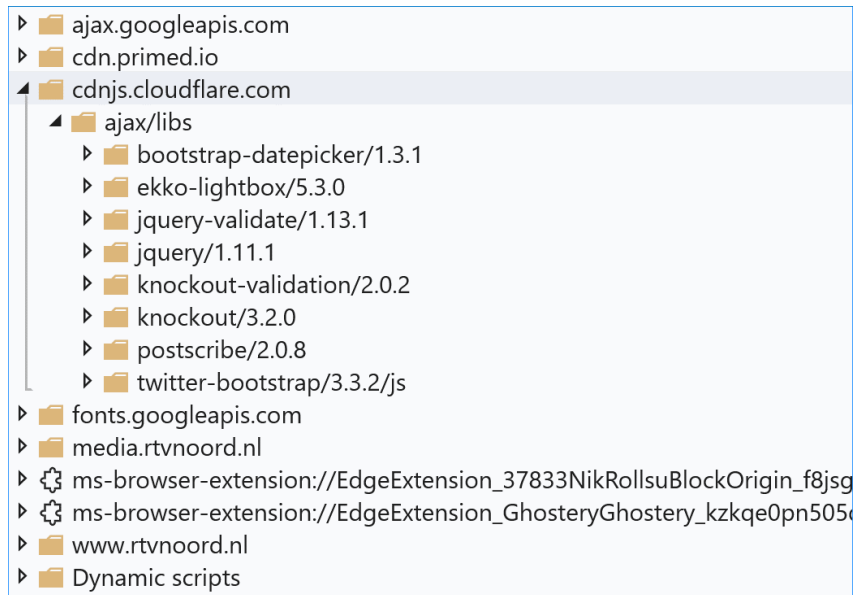 ajax.googleapis.com
cdn.primed.io
cdnjs.cloudflare.com
ajax/libs
bootstrap-datepicker/1.3.1
ekko-lightbox/5.3.0
jquery-validate/1.13.1
jquery/1.11.1
knockout-validation/2.0.2
knockout/3.2.0
postscribe/2.0.8
twitter-bootstrap/3.3.2/js
fonts.googleapis.com
media.rtvnoord.nl
ms-browser-extension://EdgeExtension_37833NikRollsuBlockOrigin_f8jsg
ms-browser-extension://EdgeExtension_GhosteryGhostery_kzkqe0pn505
www.rtvnoord.nl
Dynamic scripts